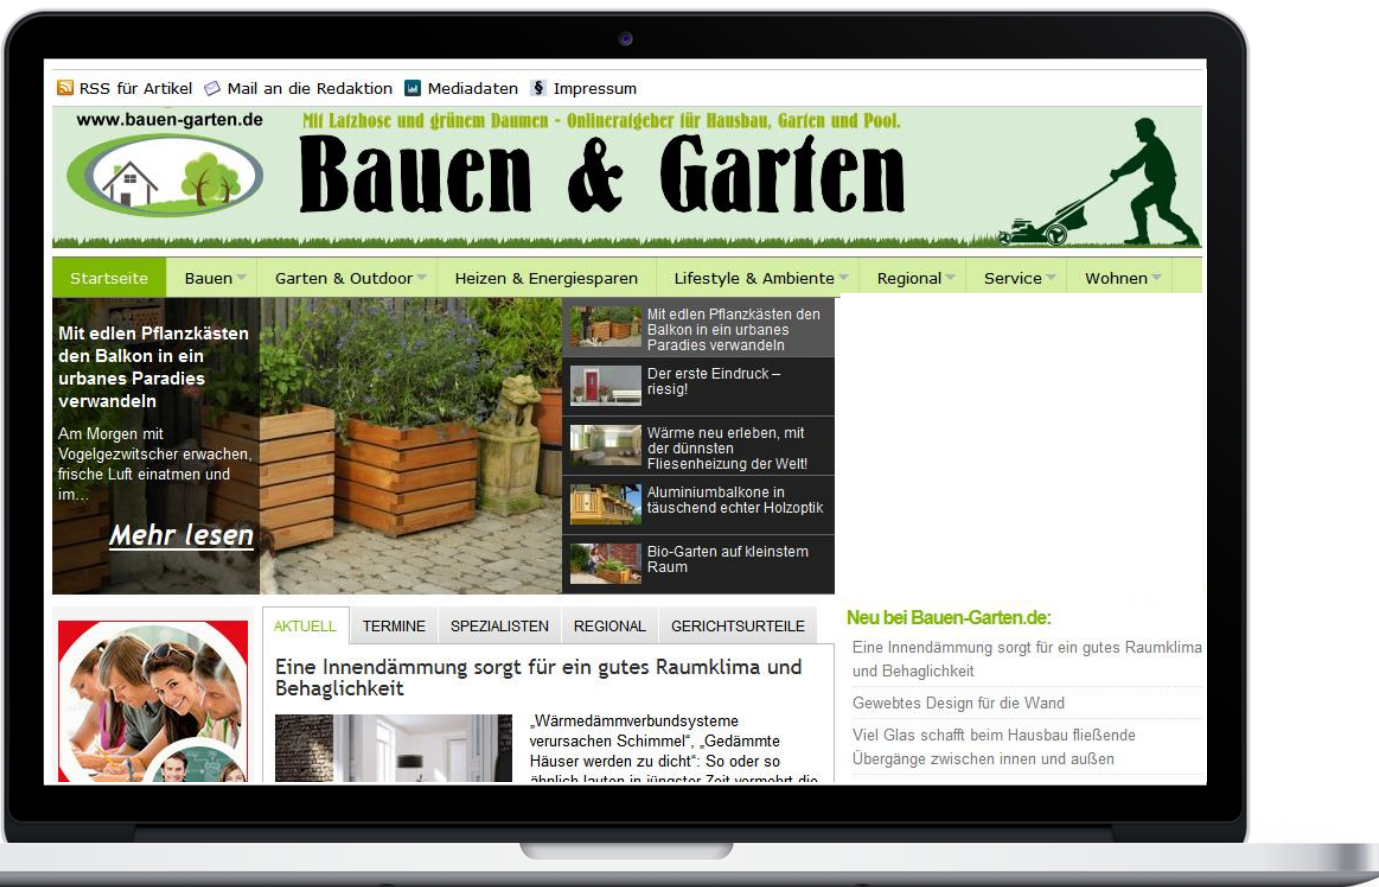 RSS für Artikel Mail an die Redaktion Mediadaten § Impressum
www.bauen-garten.de
Mit Latzhose und grünem Daumen - Onlineratgeber für Hausbau, Garten und Pool.
Bauen & Garten
Startseite Bauen Garten & Outdoor Heizen & Energiesparen Lifestyle & Ambiente Regional Service Wohnen
Mit edlen Pflanzkästen
den Balkon in ein
urbanes Paradies
verwandeln
Am Morgen mit
Vogelgezwitscher erwachen,
frische Luft einatmen und
im...
Mehr lesen
Mit edlen Pflanzkästen den
Balkon in ein urbanes
Paradies verwandeln
Der erste Eindruck –
riesig!
Wärme neu erleben, mit
der dünnsten
Fliesenheizung der Welt!
Aluminiumbalkone in
täuschend echter Holzoptik
Bio-Garten auf kleinstem
Raum
AKTUELL TERMINE SPEZIALISTEN REGIONAL GERICHTSURTEILE
Eine Innendämmung sorgt für ein gutes Raumklima und
Behaglichkeit
„Wärmedämmverbundsysteme
verursachen Schimmel“, „Gedämmte
Häuser werden zu dicht“: So oder so
ähnlich lauten in jüngster Zeit vermehrt die
Neu bei Bauen-Garten.de:
Eine Innendämmung sorgt für ein gutes Raumklima
und Behaglichkeit
Gewebtes Design für die Wand
Viel Glas schafft beim Hausbau fließende
Übergänge zwischen innen und außen